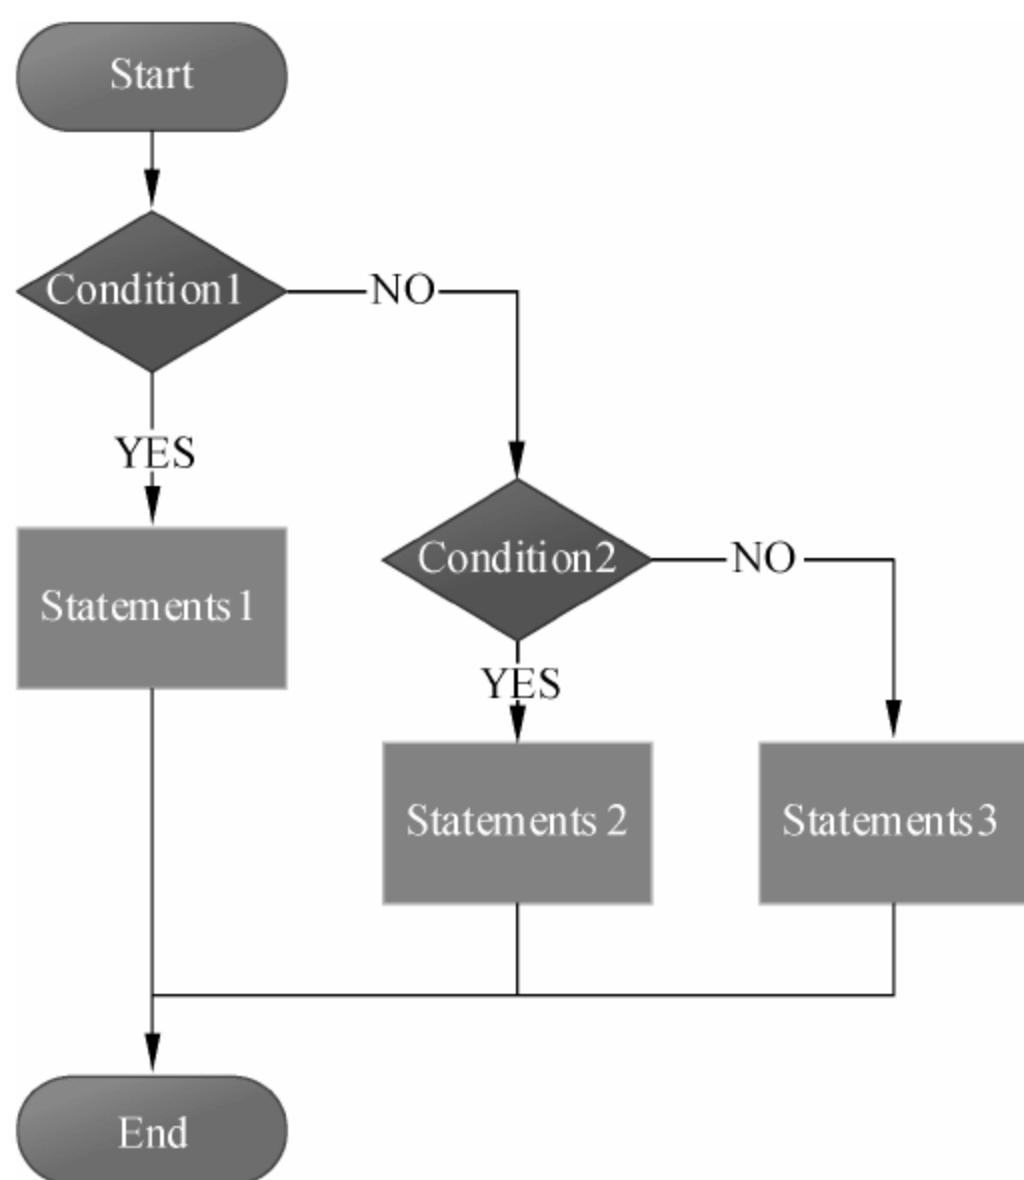 Start
Condition1
NO
YES
Condition2
NO
Statements1
YES
Statements 2
Statements3
End